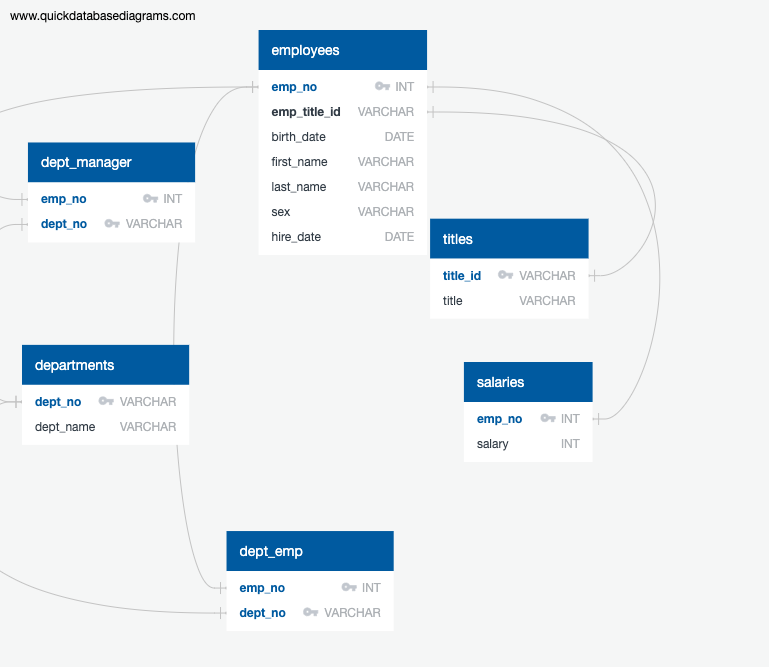 www.quickdatabasediagrams.com
employees
emp_no INT
emp_title_id VARCHAR
birth_date DATE
first_name VARCHAR
last_name VARCHAR
sex VARCHAR
hire_date DATE
dept_manager
emp_no INT
dept_no VARCHAR
titles
title_id VARCHAR
title VARCHAR
departments
dept_no VARCHAR
dept_name VARCHAR
salaries
emp_no INT
salary INT
dept_emp
emp_no INT
dept_no VARCHAR